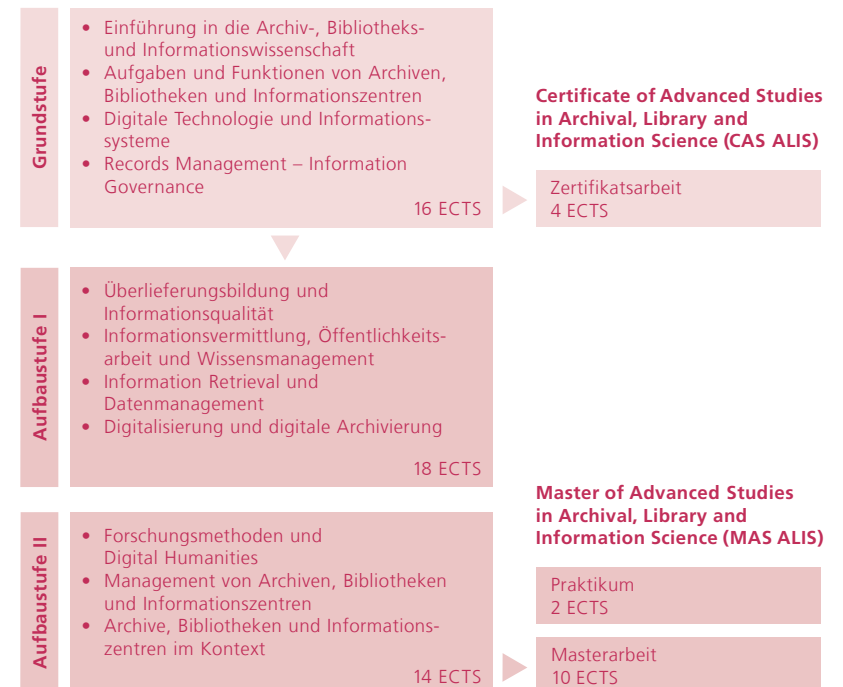 Grundstufe
• Einführung in die Archiv-, Bibliotheks-
und Informationswissenschaft
• Aufgaben und Funktionen von Archiven,
Bibliotheken und Informationszentren
• Digitale Technologie und Informations-
systeme
• Records Management – Information
Governance
16 ECTS
Certificate of Advanced Studies
in Archival, Library and
Information Science (CAS ALIS)
Zertifikatsarbeit
4 ECTS
Aufbaustufe I
• Überlieferungsbildung und
Informationsqualität
• Informationsvermittlung, Öffentlichkeits-
arbeit und Wissensmanagement
• Information Retrieval und
Datenmanagement
• Digitalisierung und digitale Archivierung
18 ECTS
Aufbaustufe II
• Forschungsmethoden und
Digital Humanities
• Management von Archiven, Bibliotheken
und Informationszentren
• Archive, Bibliotheken und Informations-
zentren im Kontext
14 ECTS
Master of Advanced Studies
in Archival, Library and
Information Science (MAS ALIS)
Praktikum
2 ECTS
Masterarbeit
10 ECTS